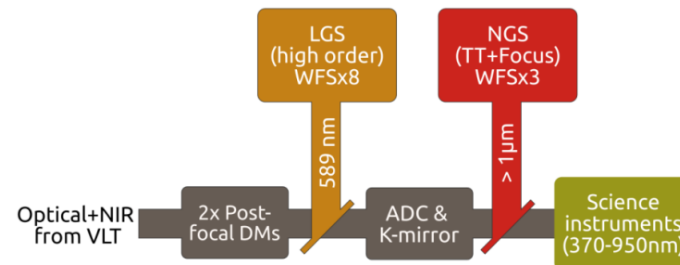 LGS
(high order)
WFSx8
NGS
(TT+Focus)
WFSx3
589 nm
> 1μm
Optical+NIR
from VLT
2x Post-
focal DMs
ADC &
K-mirror
Science
instruments
(370-950nm)